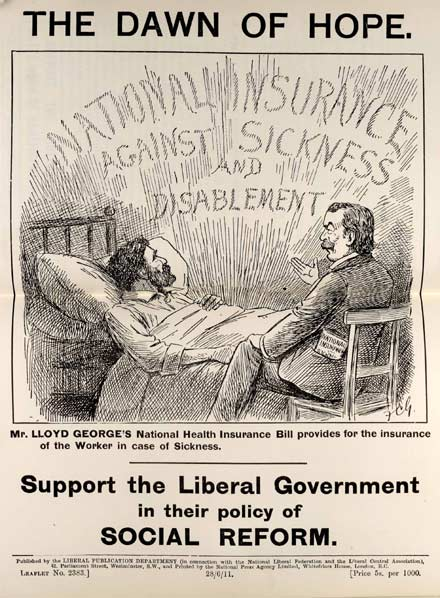 THE DAWN OF HOPE.
NATIONAL INSURANCE
AGAINST SICKNESS
AND
DISABLEMENT
NATIONAL
Mr. LLOYD GEORGE'S National Health Insurance Bill provides for the insurance
of the Worker in case of Sickness.
Support the Liberal Government
in their policy of
SOCIAL REFORM.
Published by the LIBERAL PUBLICATION DEPARTMENT (in connection with the National Liberal Federation and the Liberal Central Association),
42, Parliament Street, Westminster, S.W., and Printed by the National Press Agency Limited, Whitefriars House, London, E.C.
LEAFLET No. 2383.] 28/6/11. [Price 5s. per 1000.